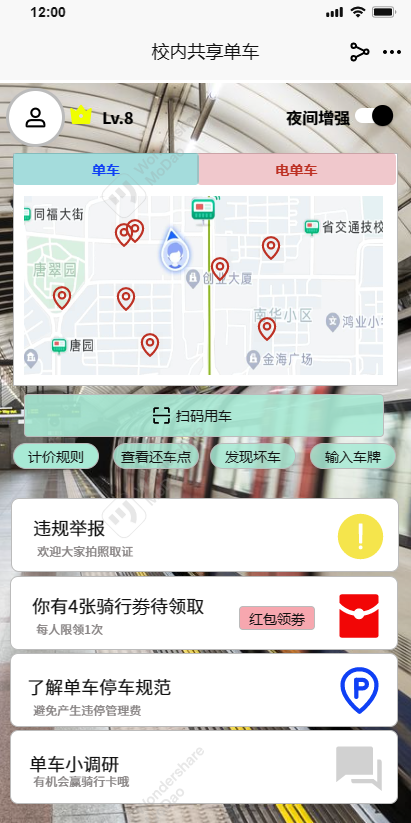 12:00
校内共享单车
Lv.8
夜间增强
单车
电单车
同福大街
省交通技校
唐翠园
创业大厦
南华小区
鸿业小
唐园
金海广场
扫码用车
计价规则
查看还车点
发现坏车
输入车牌
违规举报
欢迎大家拍照取证
你有4张骑行券待领取
每人限领1次
红包领券
了解单车停车规范
避免产生违停管理费
单车小调研
有机会赢骑行卡哦
Wondershare
MoDao